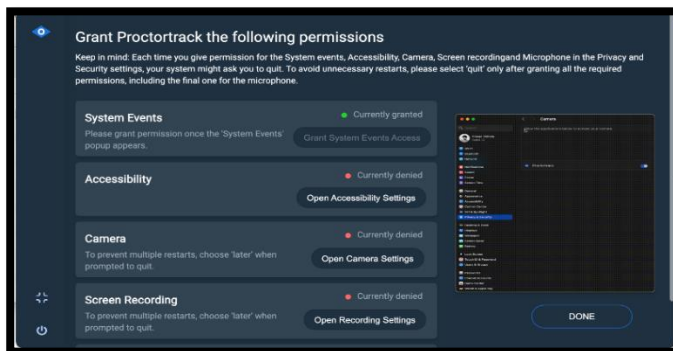 Grant Proctortrack the following permissions
Keep in mind: Each time you give permission for the System events, Accessibility, Camera, Screen recordingand Microphone in the Privacy and
Security settings, your system might ask you to quit. To avoid unnecessary restarts, please select 'quit' only after granting all the required
permissions, including the final one for the microphone.
System Events
Currently granted
Please grant permission once the 'System Events'
popup appears.
Grant System Events Access
Accessibility
Currently denied
Open Accessibility Settings
Camera
Currently denied
To prevent multiple restarts, choose 'later' when
prompted to quit.
Open Camera Settings
Screen Recording
Currently denied
To prevent multiple restarts, choose 'later' when
prompted to quit.
Open Recording Settings
Camera
DONE